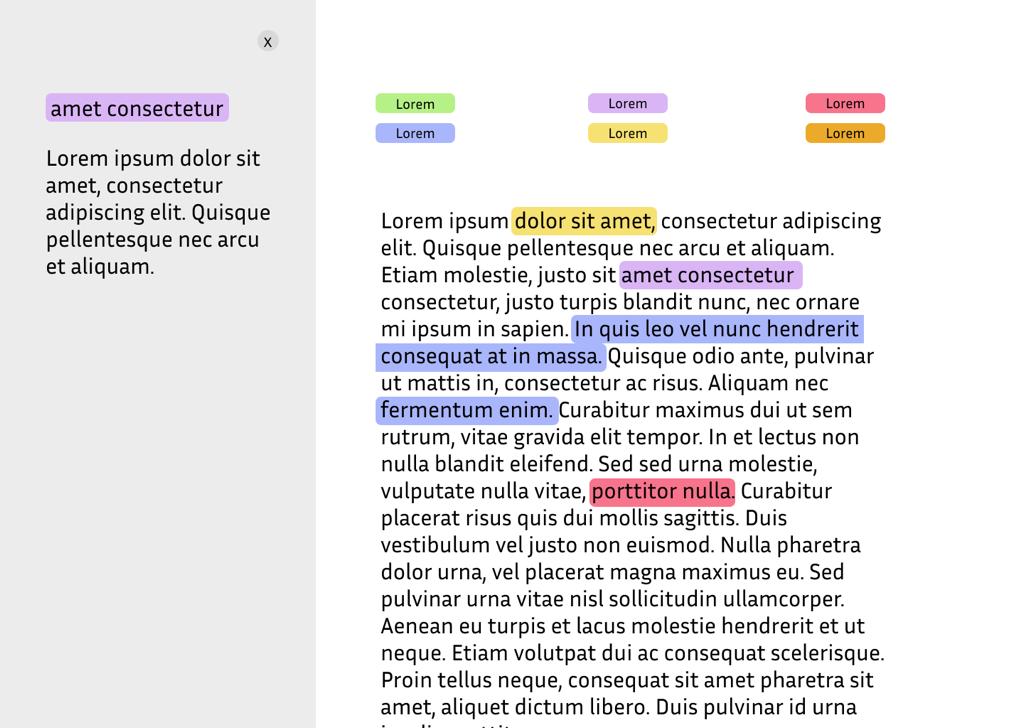 x
amet consectetur
Lorem ipsum dolor sit
amet, consectetur
adipiscing elit. Quisque
pellentesque nec arcu
et aliquam.
Lorem Lorem Lorem
Lorem Lorem Lorem
Lorem ipsum dolor sit amet, consectetur adipiscing
elit. Quisque pellentesque nec arcu et aliquam.
Etiam molestie, justo sit amet consectetur
consectetur, justo turpis blandit nunc, nec ornare
mi ipsum in sapien. In quis leo vel nunc hendrerit
consequat at in massa. Quisque odio ante, pulvinar
ut mattis in, consectetur ac risus. Aliquam nec
fermentum enim. Curabitur maximus dui ut sem
rutrum, vitae gravida elit tempor. In et lectus non
nulla blandit eleifend. Sed sed urna molestie,
vulputate nulla vitae, porttitor nulla. Curabitur
placerat risus quis dui mollis sagittis. Duis
vestibulum vel justo non euismod. Nulla pharetra
dolor urna, vel placerat magna maximus eu. Sed
pulvinar urna vitae nisl sollicitudin ullamcorper.
Aenean eu turpis et lacus molestie hendrerit et ut
neque. Etiam volutpat dui ac consequat scelerisque.
Proin tellus neque, consequat sit amet pharetra sit
amet, aliquet dictum libero. Duis pulvinar id urna